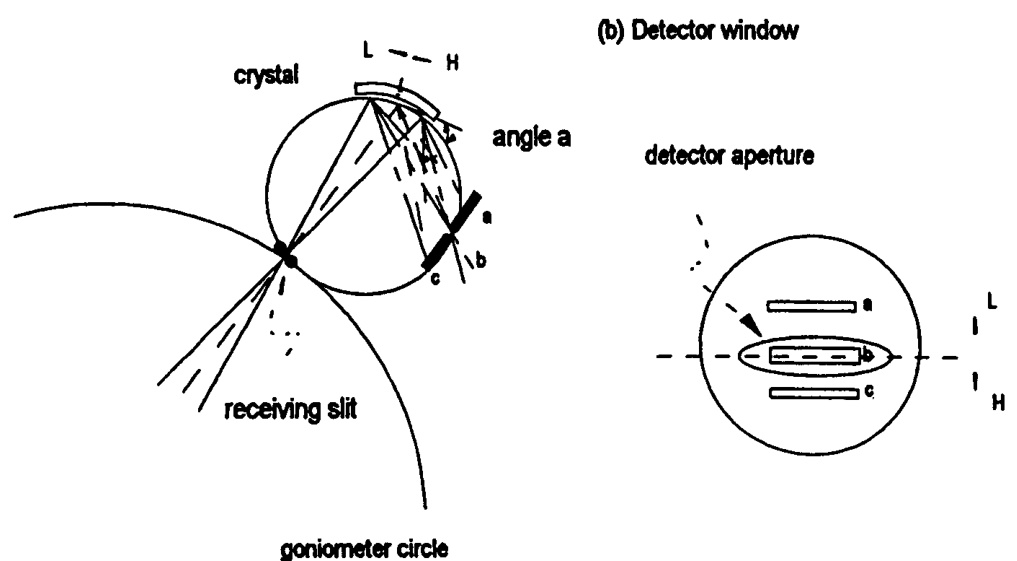 (b) Detector window
L H
crystal
angle a
detector aperture
a
b
c
receiving slit
goniometer circle
a
b
c
L
H